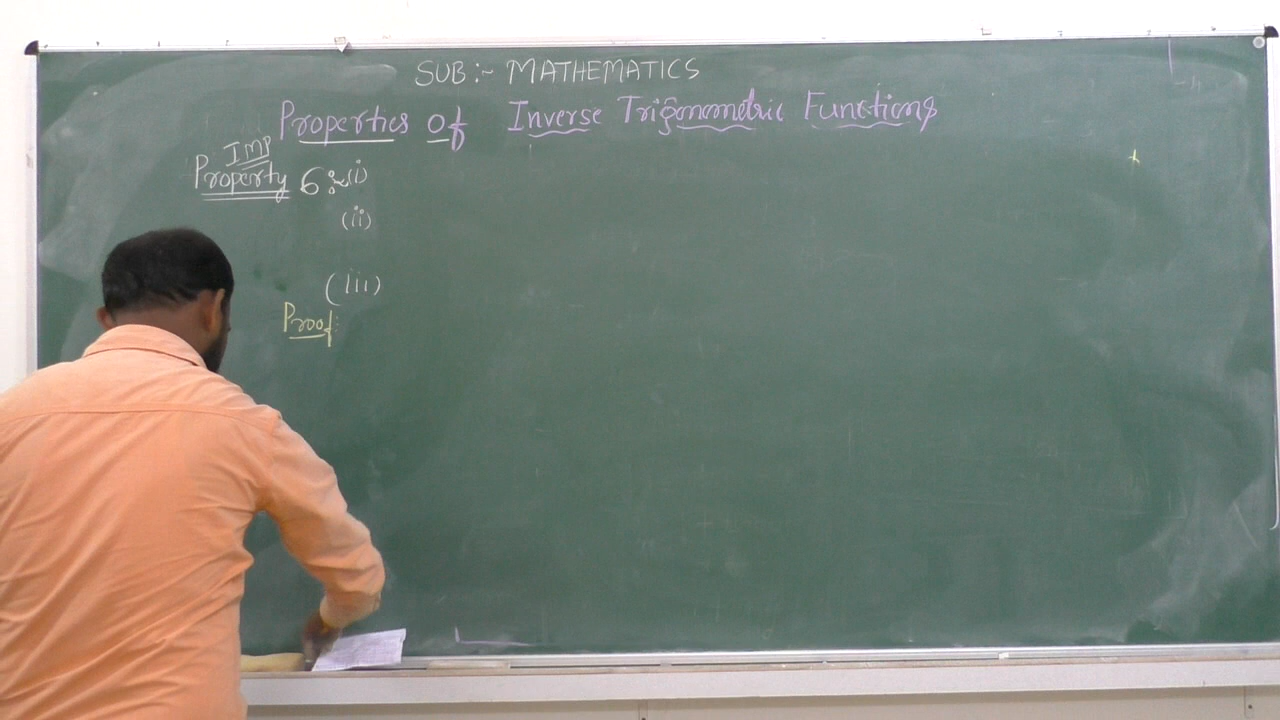 SUB:- MATHEMATICS
Properties of Inverse Trigonometric Functions
IMP
Property 6:- (i)
(ii)
(iii)
Proof: